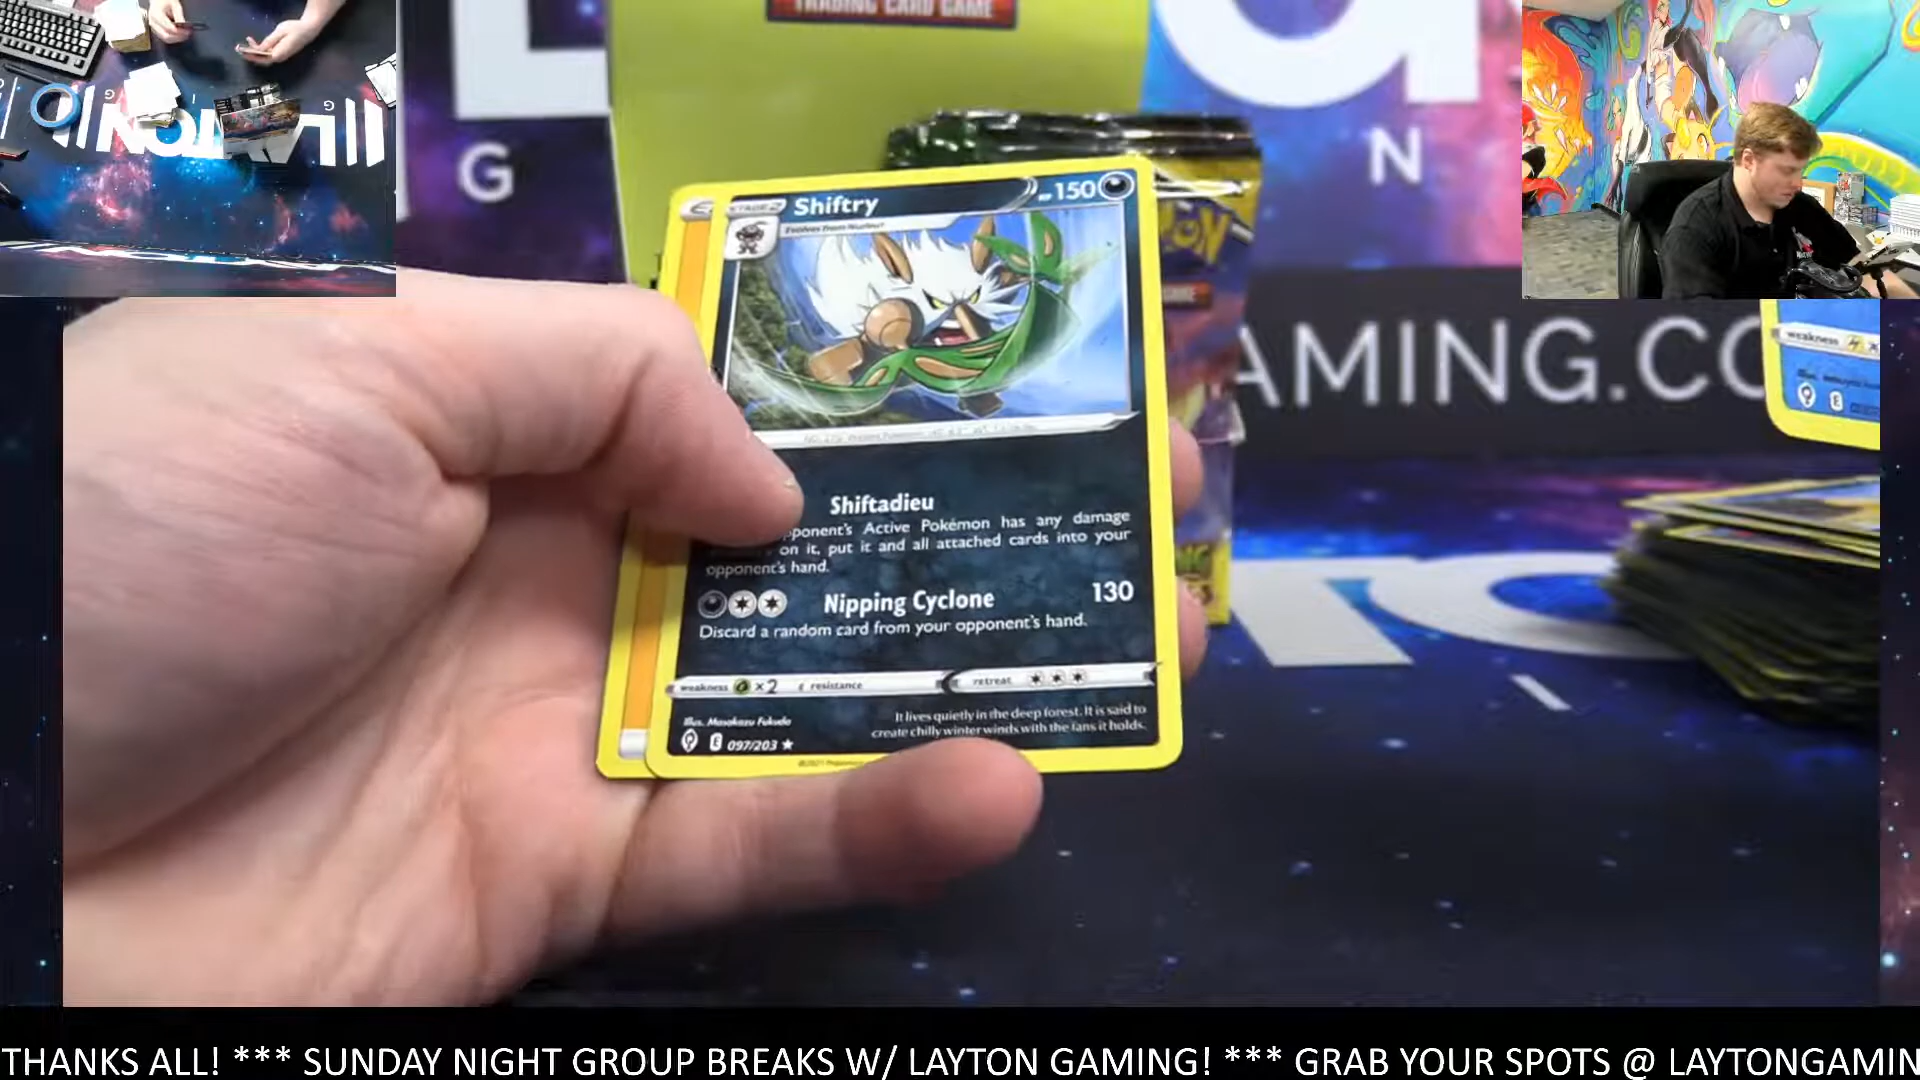 TRADING CARD GAME
G
N
Shiftry
150
AMING.CO
weakness
Shiftadieu
pponent's Active Pokémon has any damage
on it, put it and all attached cards into your
opponent's hand.
Nipping Cyclone 130
Discard a random card from your opponent's hand.
weakness ×2 resistance retreat
Illus. Masakazu Fukuda
It lives quietly in the deep forest. It is said to
create chilly winter winds with the fans it holds.
E 097/203 ★
THANKS ALL! *** SUNDAY NIGHT GROUP BREAKS W/ LAYTON GAMING! *** GRAB YOUR SPOTS @ LAYTONGAMIN